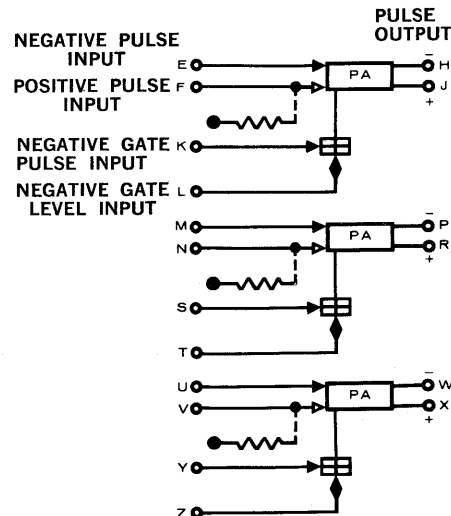 PULSE
OUTPUT
NEGATIVE PULSE
INPUT
E
PA
−
H
POSITIVE PULSE
INPUT
F
J
+
NEGATIVE GATE
PULSE INPUT
K
NEGATIVE GATE
LEVEL INPUT
L
M
PA
−
P
N
R
+
S
T
U
PA
−
W
V
X
+
Y
Z